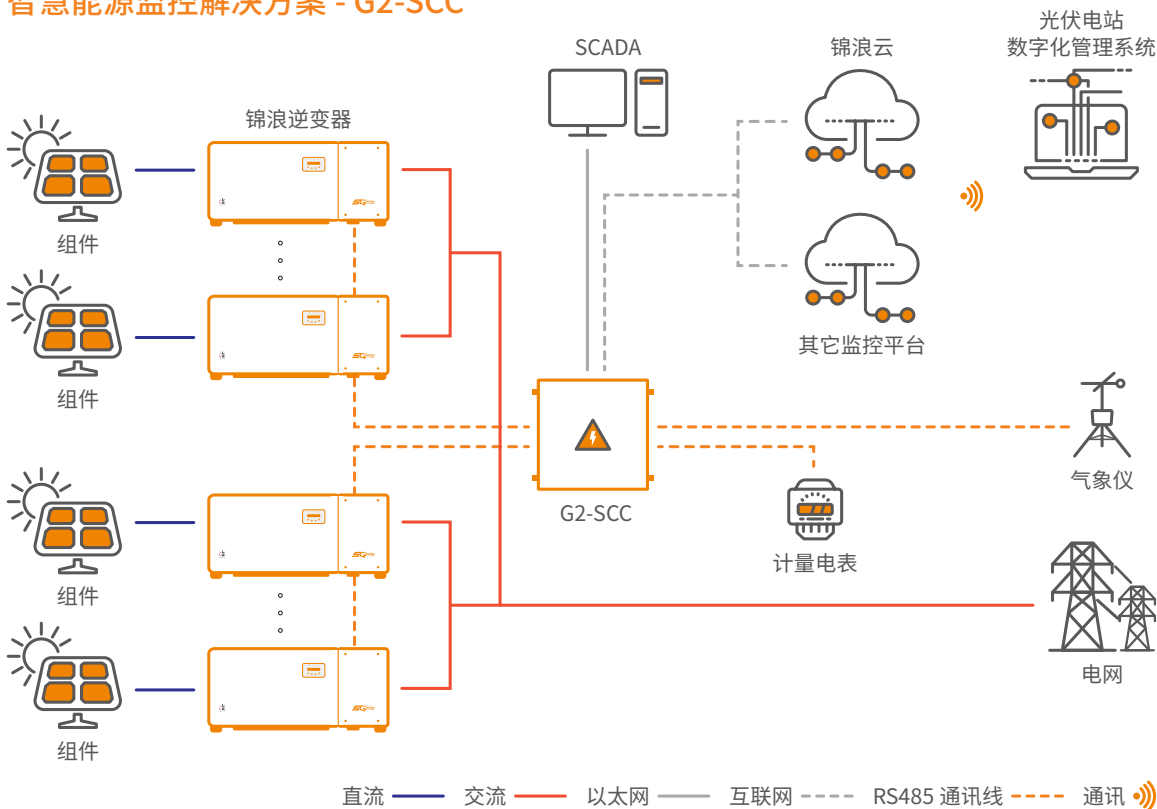 智慧能源监控解决方案 - G2-SCC
光伏电站
数字化管理系统
SCADA
锦浪云
锦浪逆变器
组件
组件
其它监控平台
G2-SCC
气象仪
计量电表
组件
电网
组件
直流
交流
以太网
互联网
RS485 通讯线
通讯